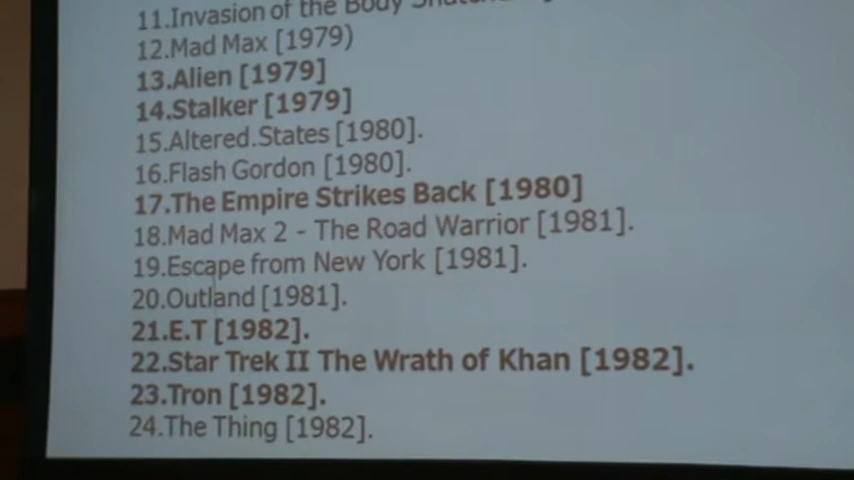 11.Invasion of the Body
12.Mad Max [1979)
13.Alien [1979]
14.Stalker [1979]
15.Altered.States [1980].
16.Flash Gordon [1980].
17.The Empire Strikes Back [1980]
18.Mad Max 2 - The Road Warrior [1981].
19.Escape from New York [1981].
20.Outland [1981].
21.E.T [1982].
22.Star Trek II The Wrath of Khan [1982].
23.Tron [1982].
24.The Thing [1982].